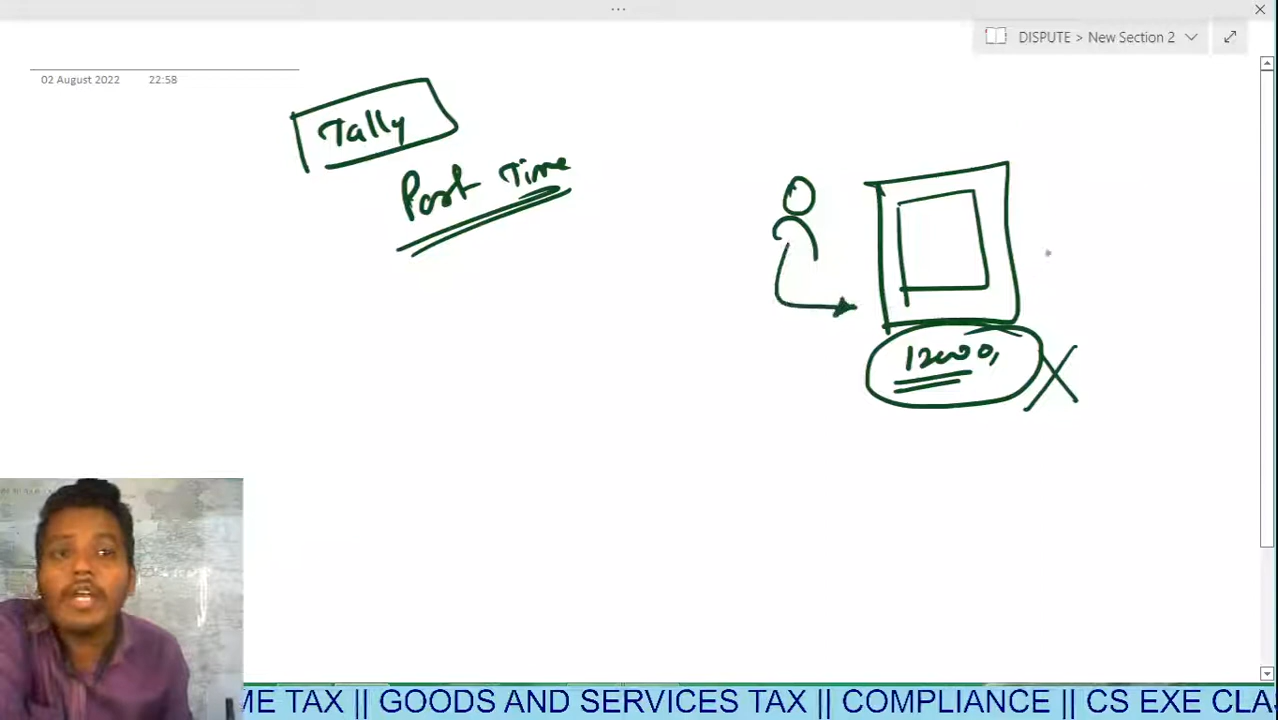 DISPUTE > New Section 2
02 August 2022 22:58
Tally
Part Time
12000,
ME TAX || GOODS AND SERVICES TAX || COMPLIANCE || CS EXE CLA